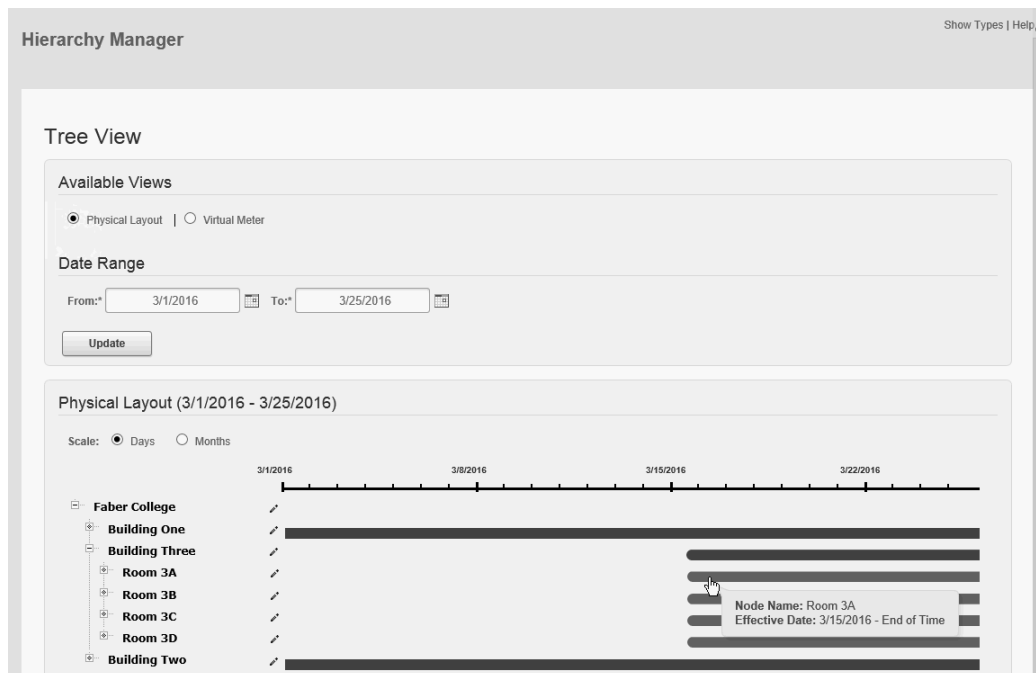 Show Types | Help
Hierarchy Manager
Tree View
Available Views
Physical Layout | Virtual Meter
Date Range
From:* 3/1/2016 To:* 3/25/2016
Update
Physical Layout (3/1/2016 - 3/25/2016)
Scale: Days Months
3/1/2016 3/8/2016 3/15/2016 3/22/2016
Faber College
Building One
Building Three
Room 3A
Room 3B
Node Name: Room 3A
Room 3C
Effective Date: 3/15/2016 - End of Time
Room 3D
Building Two